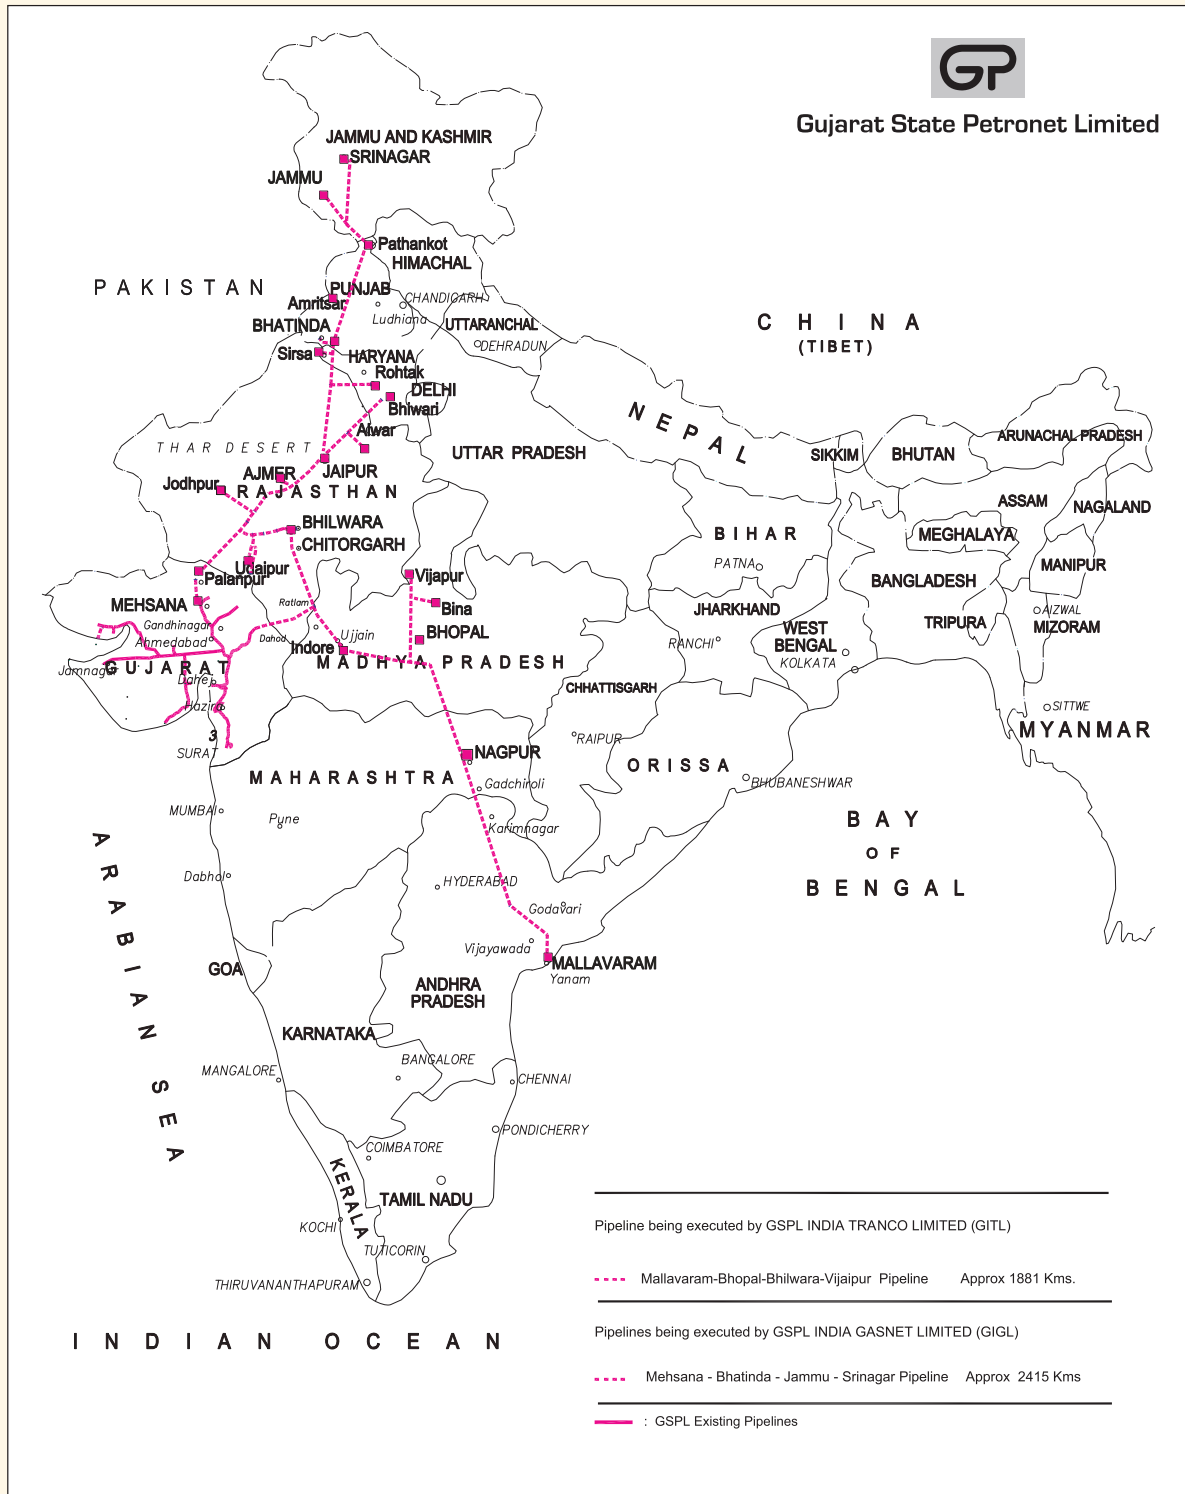 GP
Gujarat State Petronet Limited
JAMMU AND KASHMIR
SRINAGAR
JAMMU
Pathankot
HIMACHAL
PAKISTAN
PUNJAB
Amritsar
CHANDIGARH
Ludhiana
BHATINDA
UTTARANCHAL
DEHRADUN
CHINA
(TIBET)
Sirsa
HARYANA
Rohtak
DELHI
Bhiwari
NEPAL
Alwar
THAR DESERT
JAIPUR
UTTAR PRADESH
SIKKIM
BHUTAN
ARUNACHAL PRADESH
AJMER
Jodhpur
RAJASTHAN
ASSAM
NAGALAND
BHILWARA
CHITORGARH
BIHAR
MEGHALAYA
PATNA
MANIPUR
Udaipur
Palanpur
Vijapur
BANGLADESH
MEHSANA
Ratlam
Bina
JHARKHAND
AIZWAL
Gandhinagar
Ahmedabad
Dahod
Ujjain
BHOPAL
WEST
BENGAL
TRIPURA
MIZORAM
Indore
RANCHI
KOLKATA
Jamnagar
GUJARAT
MADHYA PRADESH
Dahej
CHHATTISGARH
Hazira
SITTWE
MYANMAR
3
SURAT
NAGPUR
RAIPUR
ORISSA
MAHARASHTRA
Gadchiroli
BHUBANESHWAR
MUMBAI
Pune
Karimnagar
BAY
OF
BENGAL
ARABIAN SEA
Dabhol
HYDERABAD
Godavari
Vijayawada
MALLAVARAM
Yanam
GOA
ANDHRA
PRADESH
KARNATAKA
BANGALORE
MANGALORE
CHENNAI
PONDICHERRY
COIMBATORE
KERALA
TAMIL NADU
KOCHI
TUTICORIN
THIRUVANANTHAPURAM
INDIAN OCEAN
Pipeline being executed by GSPL INDIA TRANCO LIMITED (GITL)
Mallavaram-Bhopal-Bhilwara-Vijaipur Pipeline Approx 1881 Kms.
Pipelines being executed by GSPL INDIA GASNET LIMITED (GIGL)
Mehsana - Bhatinda - Jammu - Srinagar Pipeline Approx 2415 Kms
: GSPL Existing Pipelines